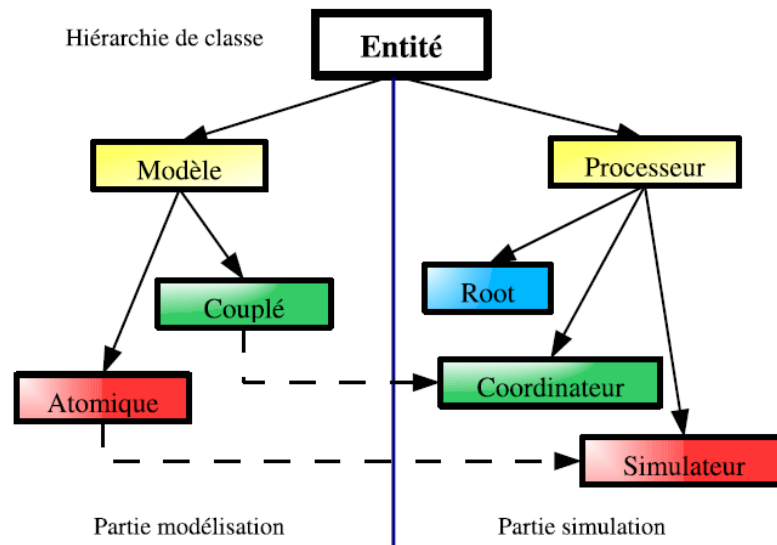 Hiérarchie de classe
Entité
Modèle
Processeur
Couplé
Root
Atomique
Coordinateur
Simulateur
Partie modélisation
Partie simulation